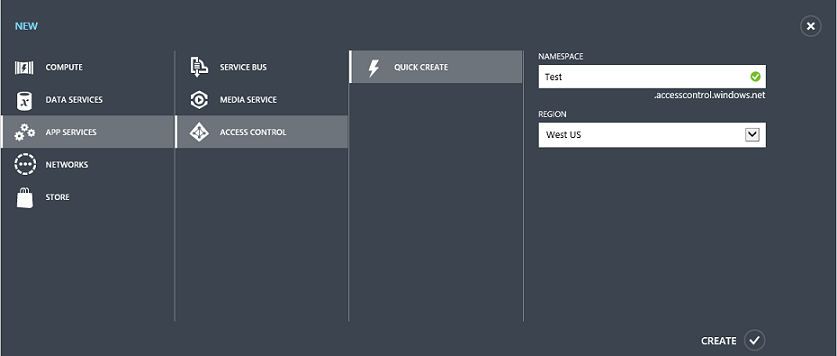 NEW
COMPUTE
DATA SERVICES
APP SERVICES
NETWORKS
STORE
SERVICE BUS
MEDIA SERVICE
ACCESS CONTROL
QUICK CREATE
NAMESPACE
Test
.accesscontrol.windows.net
REGION
West US
CREATE